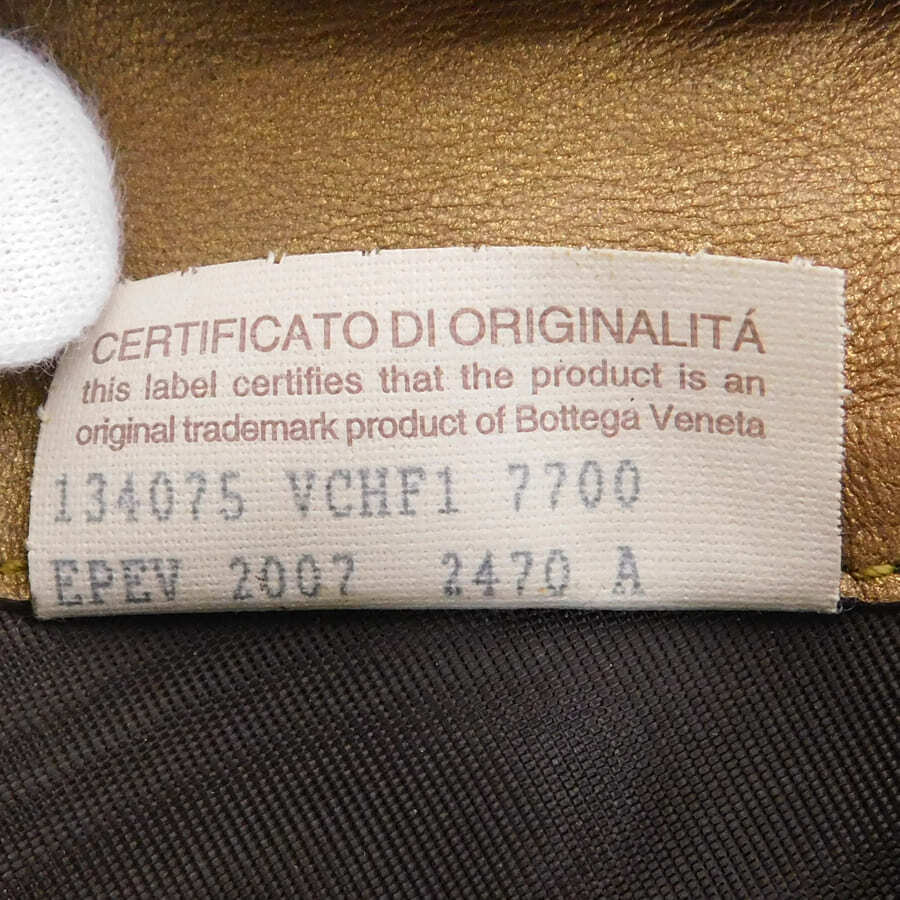 CERTIFICATO DI ORIGINALITÁ
this label certifies that the product is an
original trademark product of Bottega Veneta
134075 VCHF1 7700
EPEV 2007 2470 A